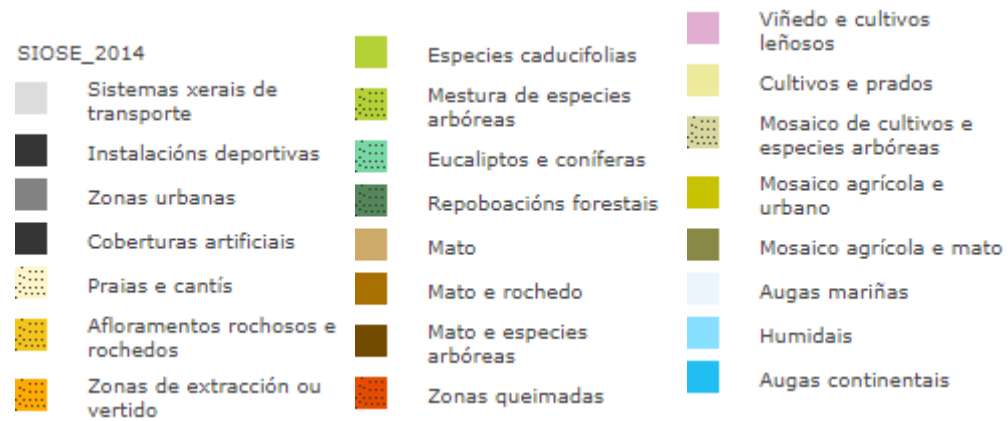 SIOSE_2014
Sistemas xerais de
transporte
Instalacións deportivas
Zonas urbanas
Coberturas artificiais
Praias e cantís
Afloramentos rochosos e
rochedos
Zonas de extracción ou
vertido
Especies caducifolias
Mestura de especies
arbóreas
Eucaliptos e coníferas
Repoboacións forestais
Mato
Mato e rochedo
Mato e especies
arbóreas
Zonas queimadas
Viñedo e cultivos
leñosos
Cultivos e prados
Mosaico de cultivos e
especies arbóreas
Mosaico agrícola e
urbano
Mosaico agrícola e mato
Augas mariñas
Humidais
Augas continentais